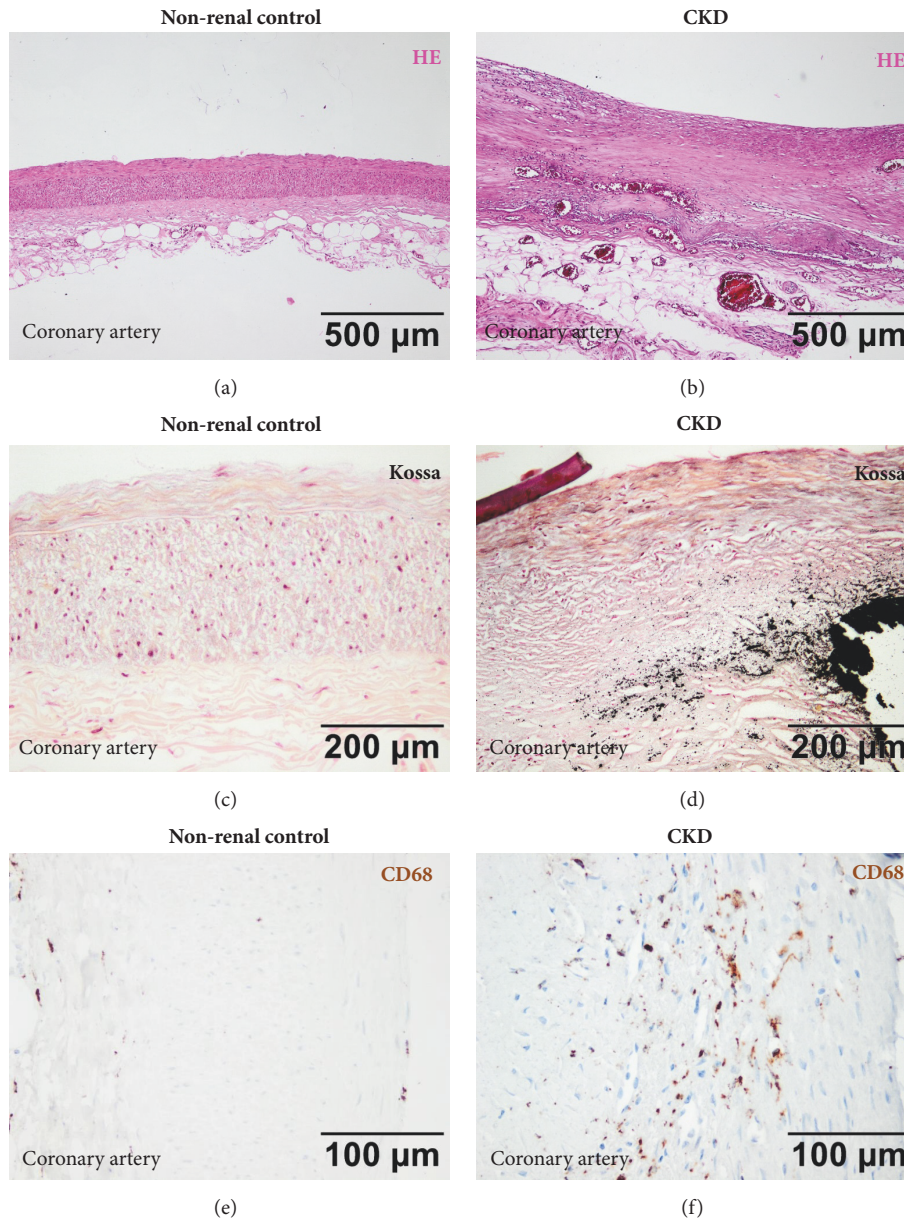 Non-renal control
CKD
HE
HE
Coronary artery
500 μm
Coronary artery
500 μm
(a)
(b)
Non-renal control
CKD
Kossa
Kossa
Coronary artery
200 μm
Coronary artery
200 μm
(c)
(d)
Non-renal control
CKD
CD68
CD68
Coronary artery
100 μm
Coronary artery
100 μm
(e)
(f)